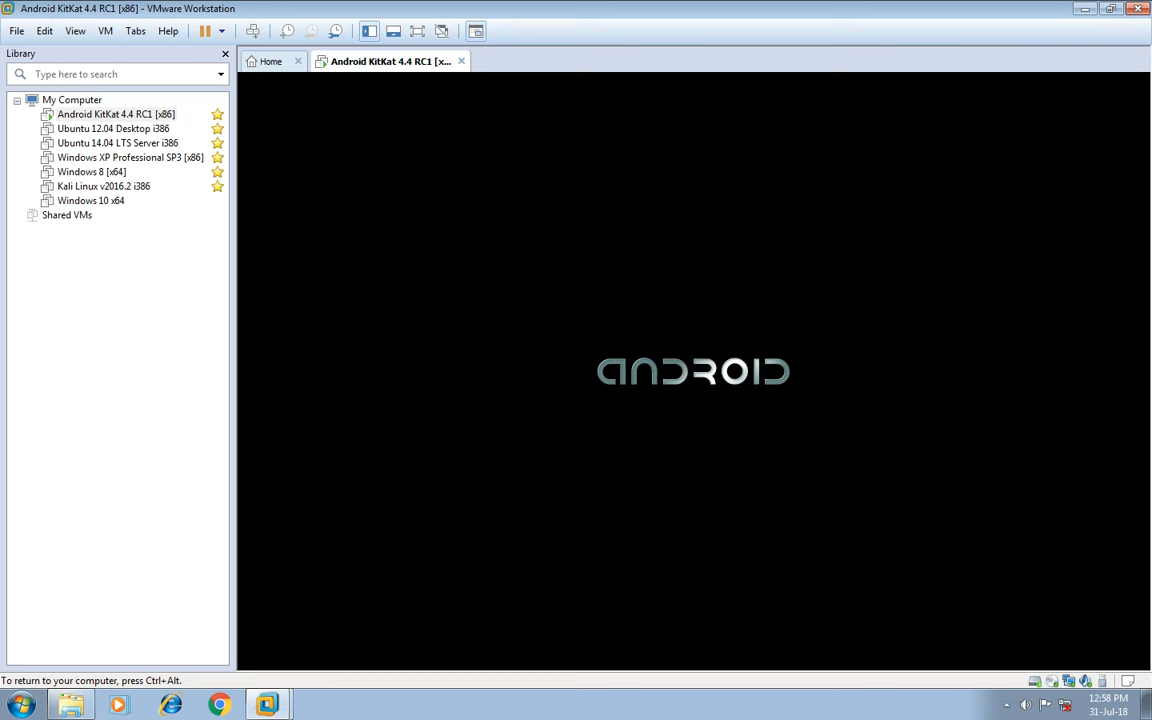 Android KitKat 4.4 RC1 [x86] - VMware Workstation
File Edit View VM Tabs Help
Library
Type here to search
My Computer
Android KitKat 4.4 RC1 [x86]
Ubuntu 12.04 Desktop i386
Ubuntu 14.04 LTS Server i386
Windows XP Professional SP3 [x86]
Windows 8 [x64]
Kali Linux v2016.2 i386
Windows 10 x64
Shared VMs
Home
Android KitKat 4.4 RC1 [x...
ANDROID
To return to your computer, press Ctrl+Alt.
12:58 PM
31-Jul-18